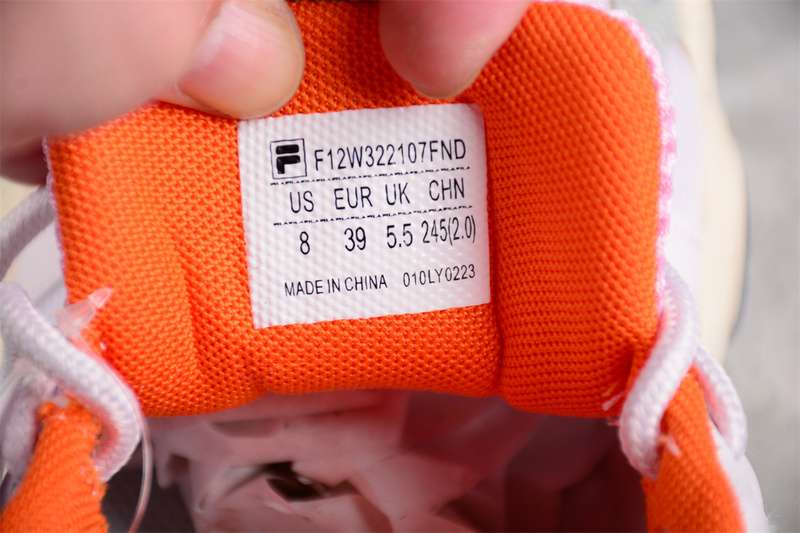 F F12W322107FND
US EUR UK CHN
8 39 5.5 245(2.0)
MADE IN CHINA 010LY0223